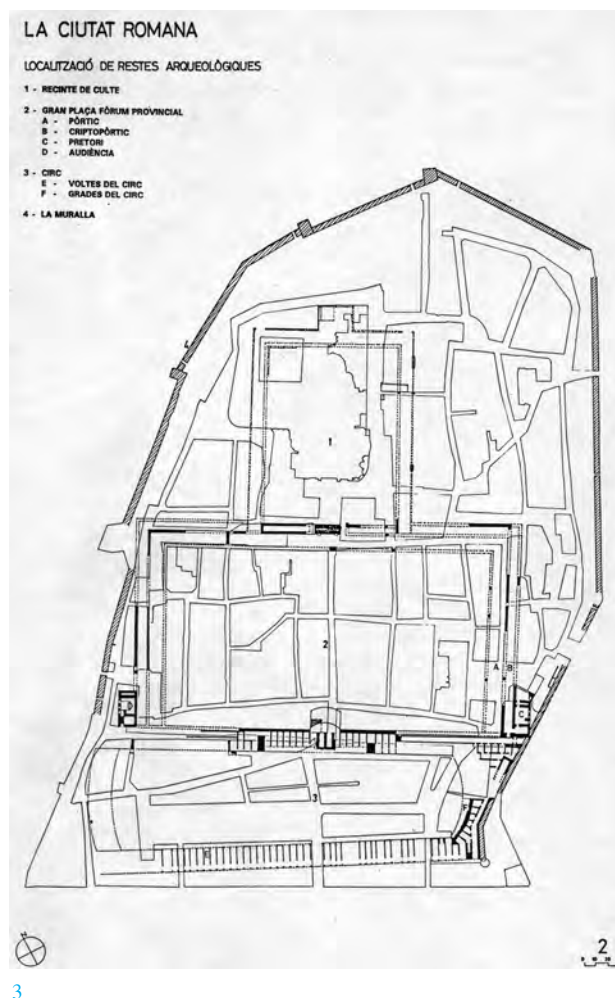 LA CIUTAT ROMANA
LOCALITZACIÓ DE RESTES ARQUEOLÒGIQUES
1 - RECINTE DE CULTE
2 - GRAN PLAÇA FÒRUM PROVINCIAL
A - PÒRTIC
B - CRIPTOPÒRTIC
C - PRETORI
D - AUDIÈNCIA
3 - CIRC
E - VOLTES DEL CIRC
F - GRADES DEL CIRC
4 - LA MURALLA
1
2
A B
C
D
3
F
E
N
2
3